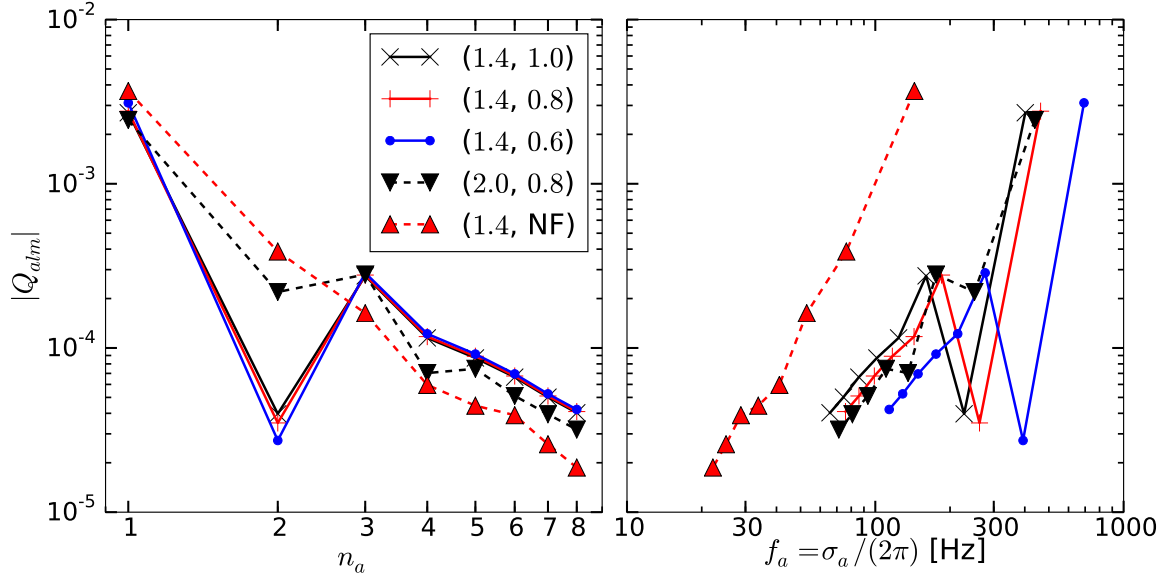 10⁻²
10⁻³
10⁻⁴
10⁻⁵
|Q_{alm}|
(1.4, 1.0)
(1.4, 0.8)
(1.4, 0.6)
(2.0, 0.8)
(1.4, NF)
1 2 3 4 5 6 7 8
n_a
10 30 100 300 1000
f_a = σ_a/(2π) [Hz]